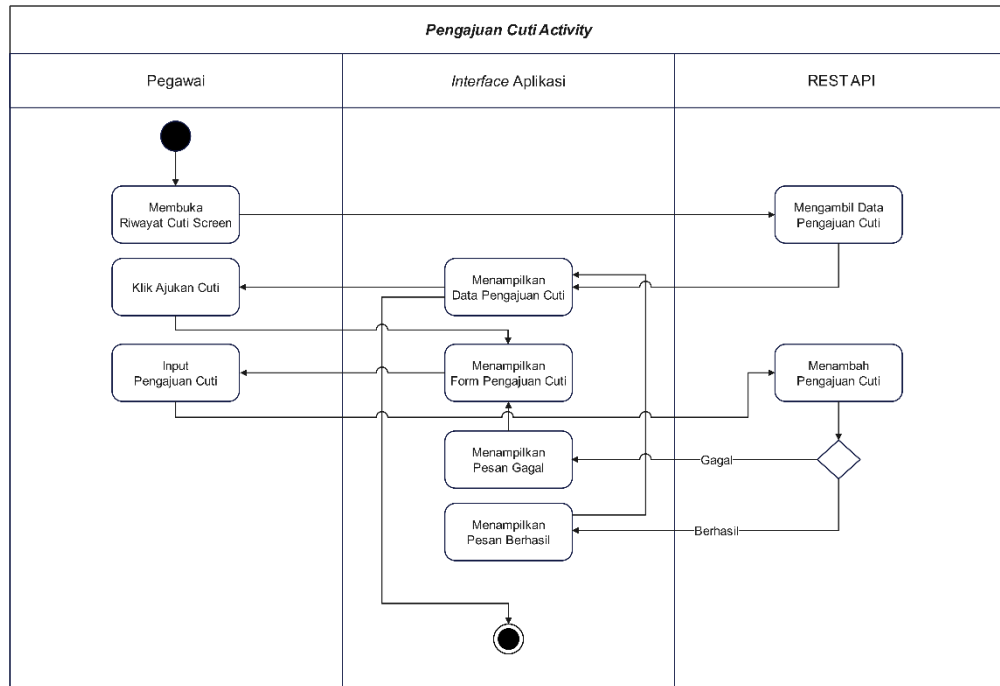 Pengajuan Cuti Activity
Pegawai
Interface Aplikasi
REST API
Membuka
Riwayat Cuti Screen
Mengambil Data
Pengajuan Cuti
Klik Ajukan Cuti
Menampilkan
Data Pengajuan Cuti
Input
Pengajuan Cuti
Menampilkan
Form Pengajuan Cuti
Menambah
Pengajuan Cuti
Menampilkan
Pesan Gagal
Gagal
Menampilkan
Pesan Berhasil
Berhasil